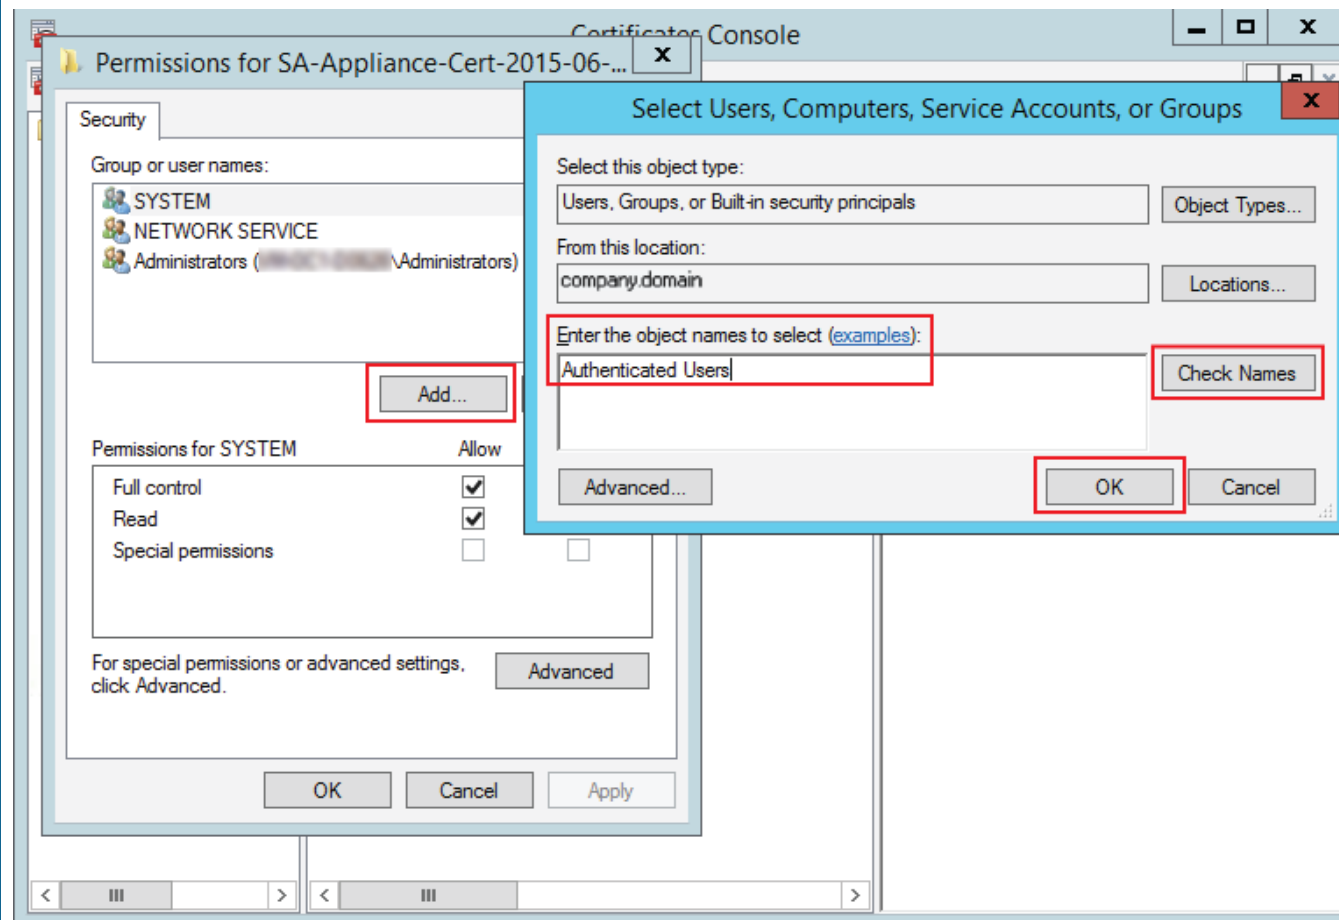 Certificates Console
Permissions for SA-Appliance-Cert-2015-06-...
Security
Group or user names:
SYSTEM
NETWORK SERVICE
Administrators ( \Administrators)
Add...
Permissions for SYSTEM Allow
Full control
Read
Special permissions
For special permissions or advanced settings,
click Advanced.
Advanced
OK Cancel Apply
Select Users, Computers, Service Accounts, or Groups
Select this object type:
Users, Groups, or Built-in security principals
Object Types...
From this location:
company.domain
Locations...
Enter the object names to select (examples):
Authenticated Users
Check Names
Advanced...
OK
Cancel